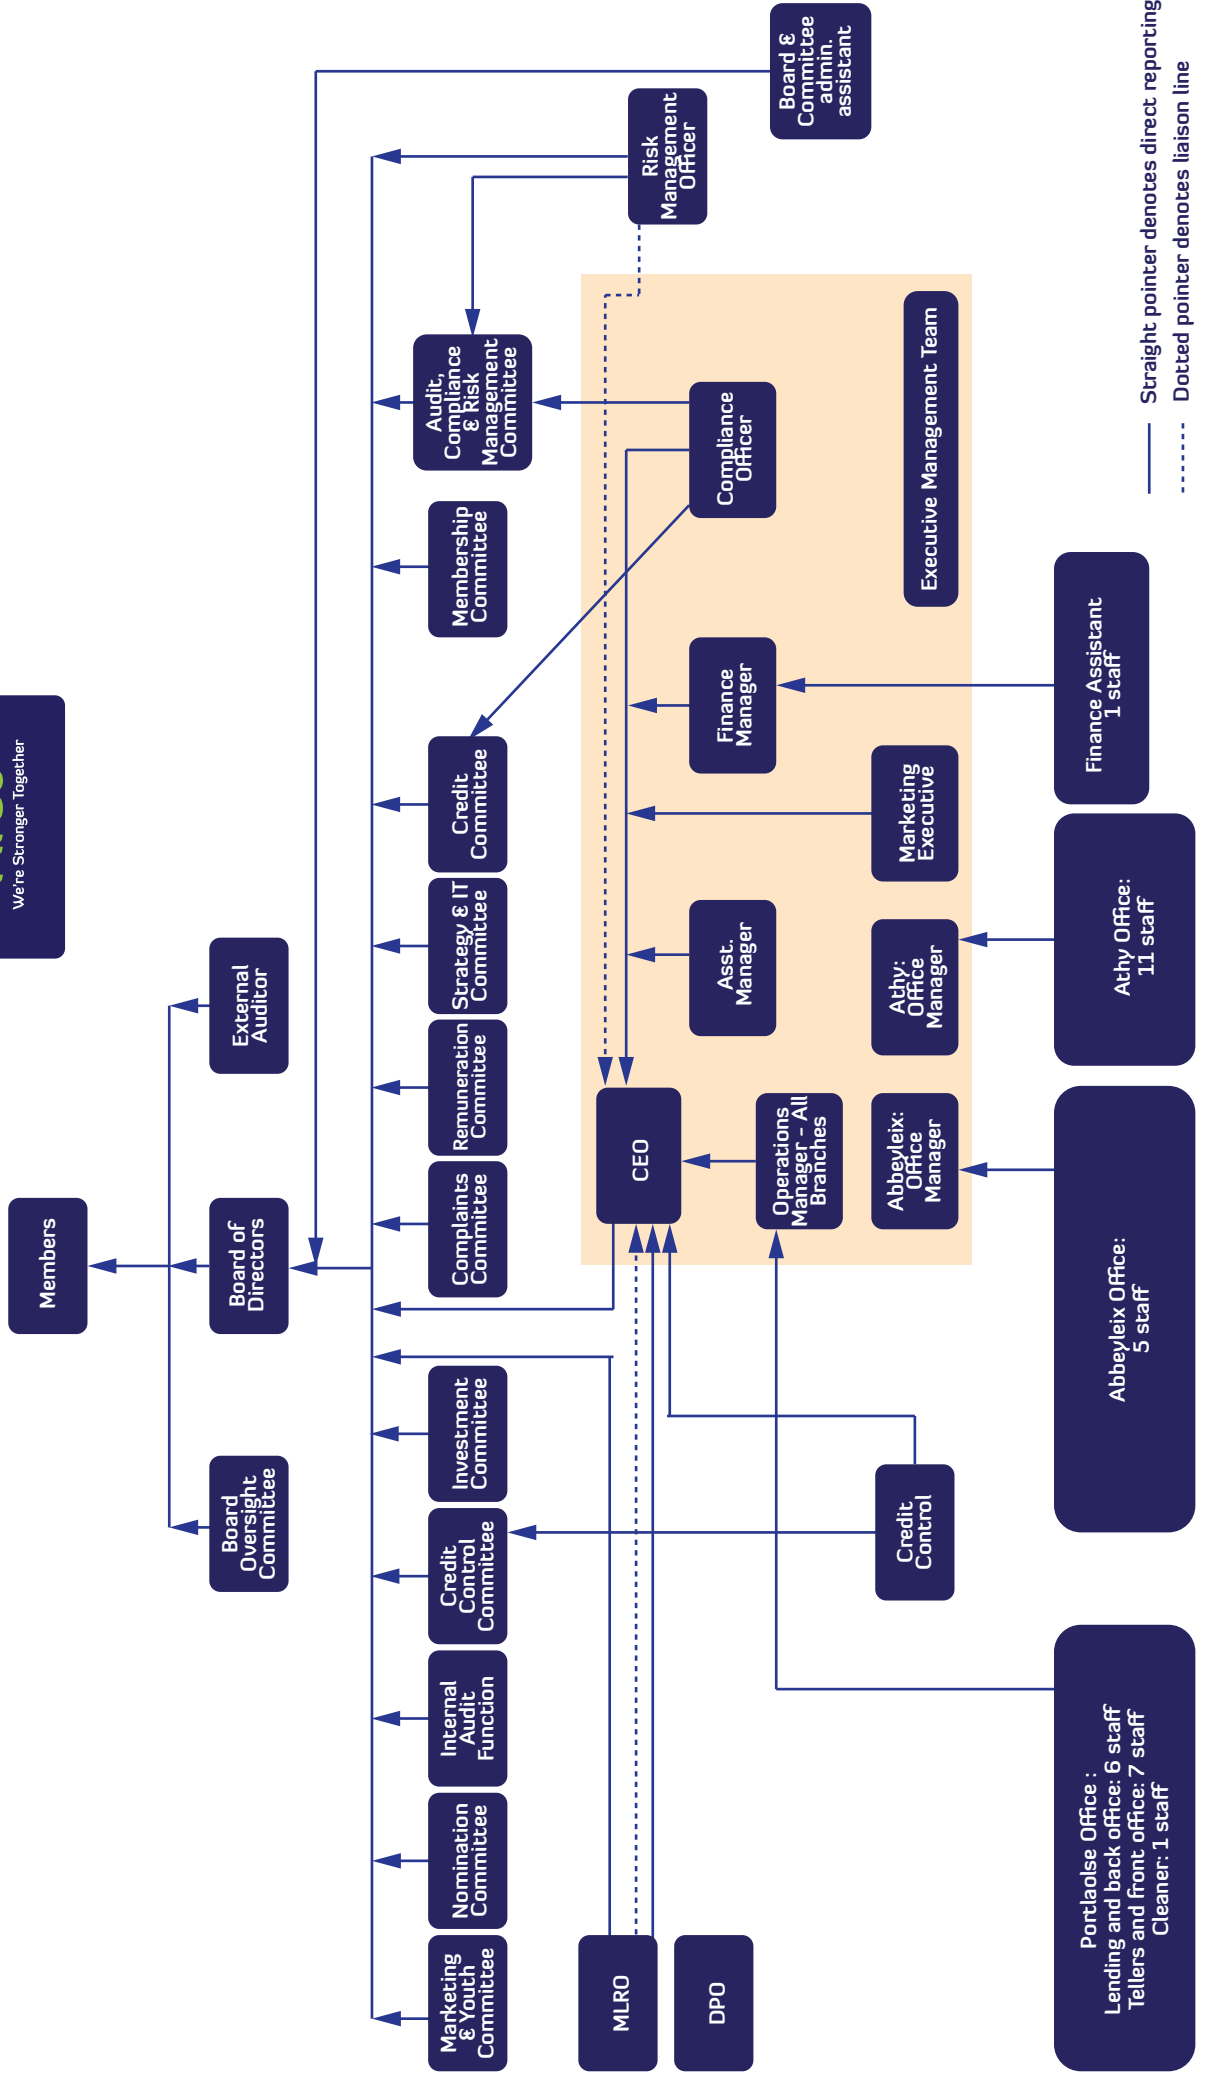 We're Stronger Together
Members
Board
Oversight
Committee
Board of
Directors
External
Auditor
Marketing
& Youth
Committee
Nomination
Committee
Internal
Audit
Function
Credit
Control
Committee
Investment
Committee
Complaints
Committee
Remuneration
Committee
Strategy & IT
Committee
Credit
Committee
Membership
Committee
Audit,
Compliance
& Risk
Management
Committee
Risk
Management
Officer
Board &
Committee
admin.
assistant
MLRO
DPO
CEO
Operations
Manager - All
Branches
Asst.
Manager
Finance
Manager
Compliance
Officer
Credit
Control
Abbeyleix:
Office
Manager
Athy:
Office
Manager
Marketing
Executive
Executive Management Team
Portlaolse Office :
Lending and back office: 6 staff
Tellers and front office: 7 staff
Cleaner: 1 staff
Abbeyleix Office:
5 staff
Athy Office:
11 staff
Finance Assistant
1 staff
Straight pointer denotes direct reporting
Dotted pointer denotes liaison line